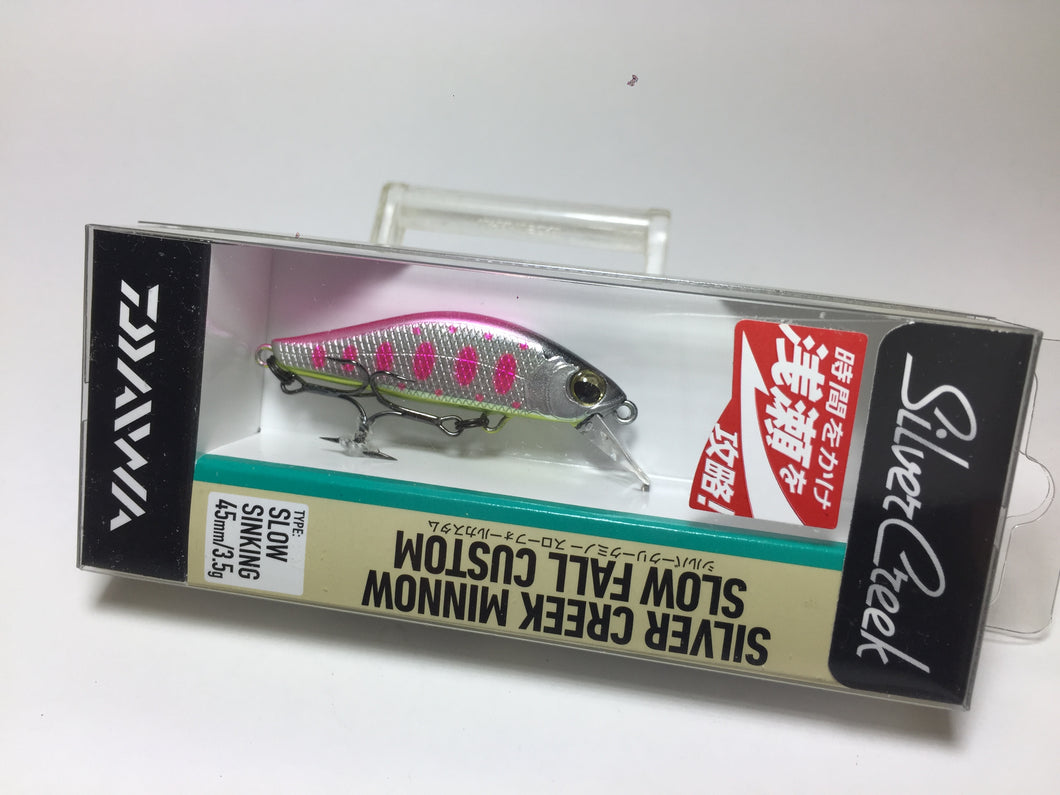 DAIWA
Silver Creek
時間をかけ
浅瀬を
攻略!
SILVER CREEK MINNOW
SLOW FALL CUSTOM
シルバークリークミノー スローフォールカスタム
TYPE:
SLOW
SINKING
45mm/3.5g